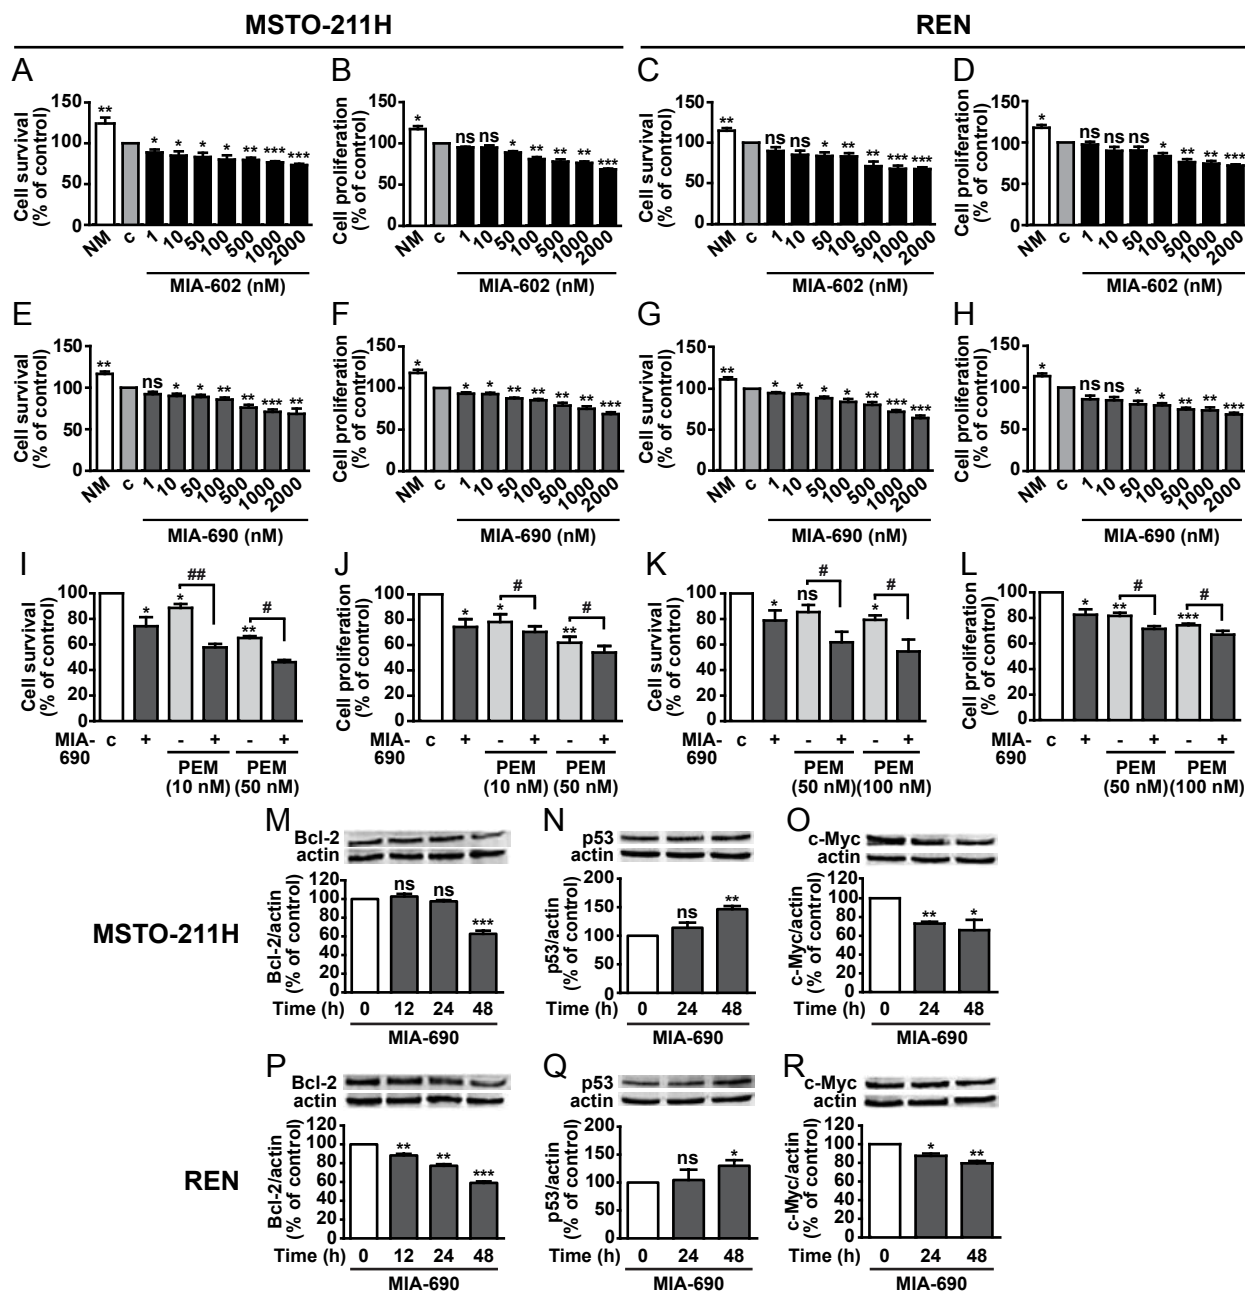 MSTO-211H
REN
A
Cell survival
(% of control)
150
100
50
0
** * * * * ** *** ***
NM c 1 10 50 100 500 1000 2000
MIA-602 (nM)
B
Cell proliferation
(% of control)
150
100
50
0
* ns ns * ** ** ** ***
NM c 1 10 50 100 500 1000 2000
MIA-602 (nM)
C
Cell survival
(% of control)
150
100
50
0
** ns ns * ** ** *** ***
NM c 1 10 50 100 500 1000 2000
MIA-602 (nM)
D
Cell proliferation
(% of control)
150
100
50
0
* ns ns ns * ** ** ***
NM c 1 10 50 100 500 1000 2000
MIA-602 (nM)
E
Cell survival
(% of control)
150
100
50
0
** ns * * ** ** *** **
NM c 1 10 50 100 500 1000 2000
MIA-690 (nM)
F
Cell proliferation
(% of control)
150
100
50
0
* * * ** ** ** ** ***
NM c 1 10 50 100 500 1000 2000
MIA-690 (nM)
G
Cell survival
(% of control)
150
100
50
0
** * * * * ** *** ***
NM c 1 10 50 100 500 1000 2000
MIA-690 (nM)
H
Cell proliferation
(% of control)
150
100
50
0
* ns ns * * ** ** ***
NM c 1 10 50 100 500 1000 2000
MIA-690 (nM)
I
Cell survival
(% of control)
100
80
60
40
20
0
* * ## ** #
MIA-690
c + - + - +
PEM PEM
(10 nM) (50 nM)
J
Cell proliferation
(% of control)
100
80
60
40
20
0
* * # ** #
c + - + - +
PEM PEM
(10 nM) (50 nM)
K
Cell survival
(% of control)
100
80
60
40
20
0
* ns # * #
MIA-690
c + - + - +
PEM PEM
(50 nM) (100 nM)
L
Cell proliferation
(% of control)
100
80
60
40
20
0
* ** # *** #
c + - + - +
PEM PEM
(50 nM) (100 nM)
MSTO-211H
M
Bcl-2
actin
Bcl-2/actin
(% of control)
120
100
80
60
40
20
0
ns ns ***
Time (h) 0 12 24 48
MIA-690
N
p53
actin
p53/actin
(% of control)
200
150
100
50
0
ns **
Time (h) 0 24 48
MIA-690
O
c-Myc
actin
c-Myc/actin
(% of control)
120
100
80
60
40
20
0
** *
Time (h) 0 24 48
MIA-690
REN
P
Bcl-2
actin
Bcl-2/actin
(% of control)
120
100
80
60
40
20
0
** ** ***
Time (h) 0 12 24 48
MIA-690
Q
p53
actin
p53/actin
(% of control)
200
150
100
50
0
ns *
Time (h) 0 24 48
MIA-690
R
c-Myc
actin
c-Myc/actin
(% of control)
120
100
80
60
40
20
0
* **
Time (h) 0 24 48
MIA-690